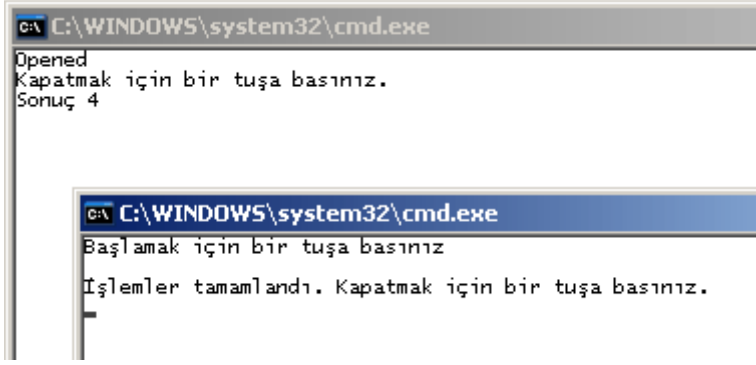 C:\WINDOWS\system32\cmd.exe
Opened
Kapatmak için bir tuşa basınız.
Sonuç 4
C:\WINDOWS\system32\cmd.exe
Başlamak için bir tuşa basınız
İşlemler tamamlandı. Kapatmak için bir tuşa basınız.